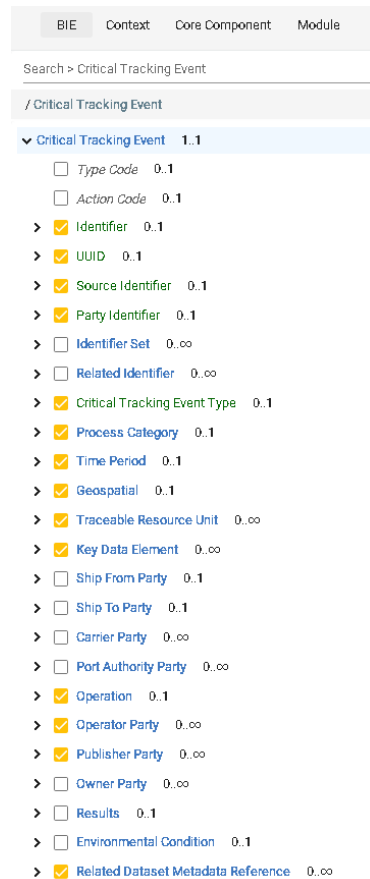 BIE Context Core Component Module
Search > Critical Tracking Event
/ Critical Tracking Event
Critical Tracking Event 1..1
Type Code 0..1
Action Code 0..1
Identifier 0..1
UUID 0..1
Source Identifier 0..1
Party Identifier 0..1
Identifier Set 0..∞
Related Identifier 0..∞
Critical Tracking Event Type 0..1
Process Category 0..1
Time Period 0..1
Geospatial 0..1
Traceable Resource Unit 0..∞
Key Data Element 0..∞
Ship From Party 0..1
Ship To Party 0..1
Carrier Party 0..∞
Port Authority Party 0..∞
Operation 0..1
Operator Party 0..∞
Publisher Party 0..∞
Owner Party 0..∞
Results 0..1
Environmental Condition 0..1
Related Dataset Metadata Reference 0..∞